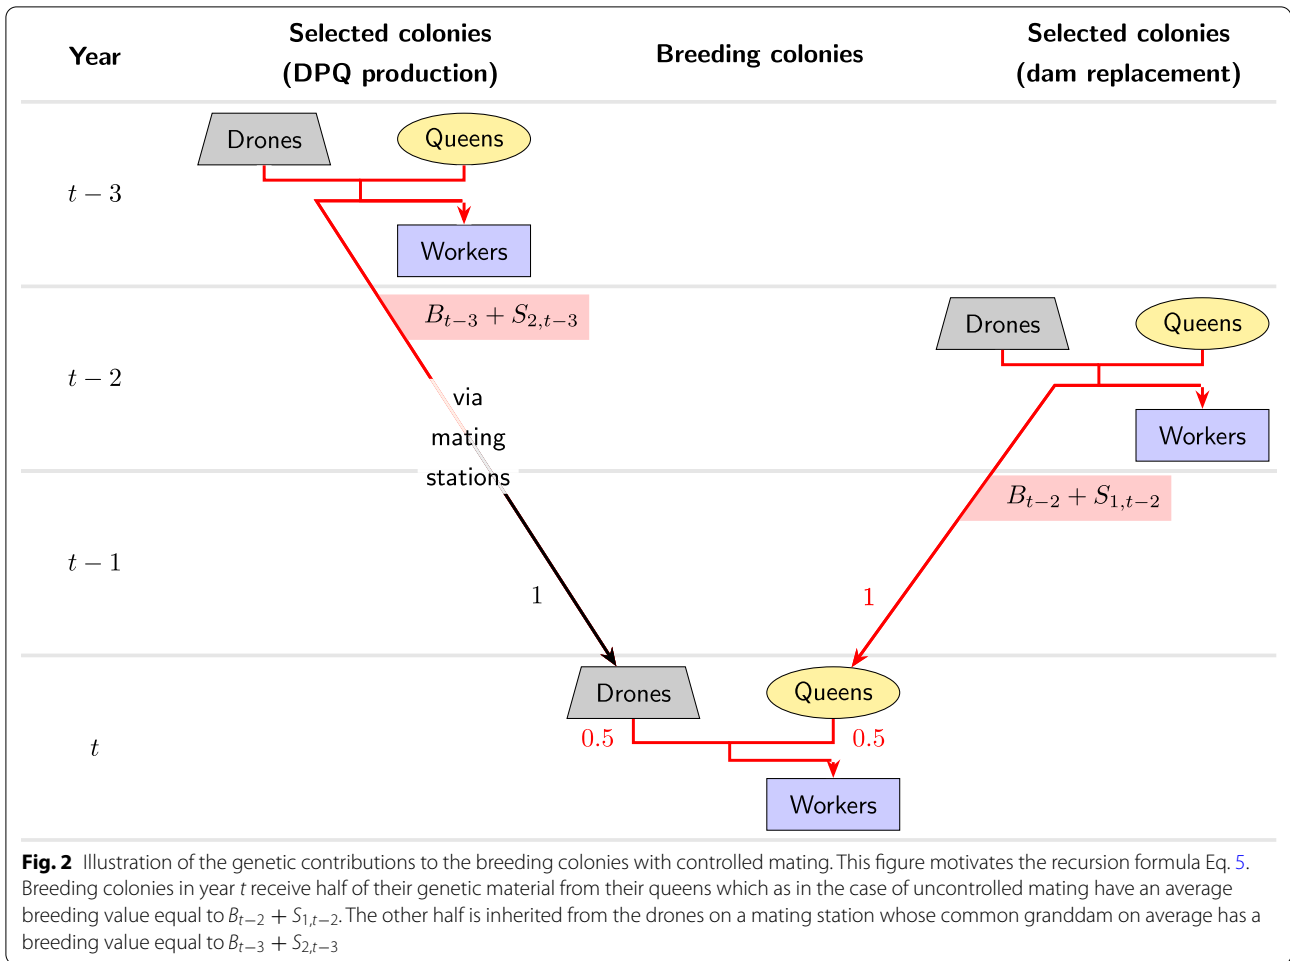 Year
Selected colonies
(DPQ production)
Breeding colonies
Selected colonies
(dam replacement)
Drones
Queens
t − 3
Workers
B_{t−3} + S_{2,t−3}
Drones
Queens
t − 2
via
mating
stations
Workers
B_{t−2} + S_{1,t−2}
t − 1
1
1
Drones
Queens
0.5
0.5
t
Workers
Fig. 2 Illustration of the genetic contributions to the breeding colonies with controlled mating. This figure motivates the recursion formula Eq. 5.
Breeding colonies in year t receive half of their genetic material from their queens which as in the case of uncontrolled mating have an average
breeding value equal to B_{t−2} + S_{1,t−2}. The other half is inherited from the drones on a mating station whose common granddam on average has a
breeding value equal to B_{t−3} + S_{2,t−3}